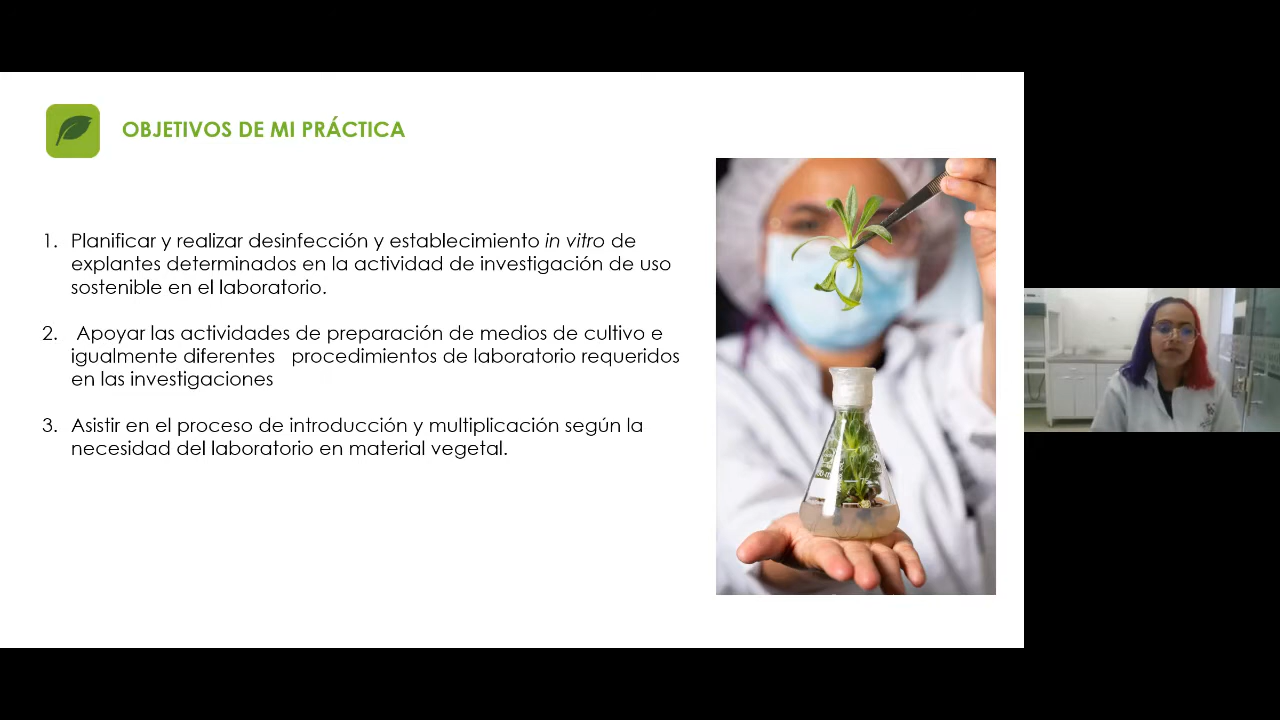 OBJETIVOS DE MI PRÁCTICA
1. Planificar y realizar desinfección y establecimiento in vitro de
explantes determinados en la actividad de investigación de uso
sostenible en el laboratorio.
2. Apoyar las actividades de preparación de medios de cultivo e
igualmente diferentes procedimientos de laboratorio requeridos
en las investigaciones
3. Asistir en el proceso de introducción y multiplicación según la
necesidad del laboratorio en material vegetal.